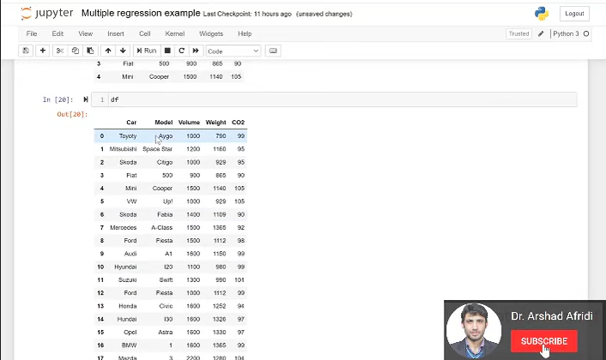 jupyter Multiple regression example Last Checkpoint: 11 hours ago (unsaved changes) Logout
File Edit View Insert Cell Kernel Widgets Help Trusted Python 3
Run Code
3 Fiat 500 900 865 90
4 Mini Cooper 1500 1140 105
In [20]: 1 df
Out[20]:
Car Model Volume Weight CO2
0 Toyoty Aygo 1000 790 99
1 Mitsubishi Space Star 1200 1160 95
2 Skoda Citigo 1000 929 95
3 Fiat 500 900 865 90
4 Mini Cooper 1500 1140 105
5 VW Up! 1000 929 105
6 Skoda Fabia 1400 1109 90
7 Mercedes A-Class 1500 1365 92
8 Ford Fiesta 1500 1112 98
9 Audi A1 1600 1150 99
10 Hyundai I20 1100 980 99
11 Suzuki Swift 1300 990 101
12 Ford Fiesta 1000 1112 99
13 Honda Civic 1600 1252 94
14 Hundai I30 1600 1326 97
15 Opel Astra 1600 1330 97
16 BMW 1 1600 1365 99
17 Mazda 3 2200 1280 104
Dr. Arshad Afridi
SUBSCRIBE